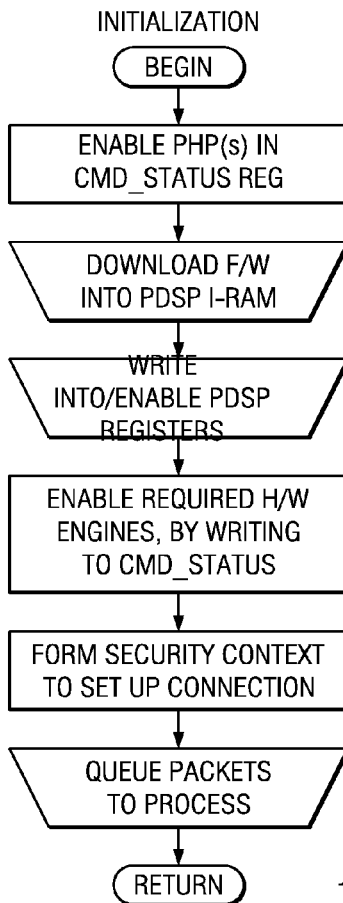 INITIALIZATION
BEGIN
ENABLE PHP(s) IN
CMD_STATUS REG
DOWNLOAD F/W
INTO PDSP I-RAM
WRITE
INTO/ENABLE PDSP
REGISTERS
ENABLE REQUIRED H/W
ENGINES, BY WRITING
TO CMD_STATUS
FORM SECURITY CONTEXT
TO SET UP CONNECTION
QUEUE PACKETS
TO PROCESS
RETURN